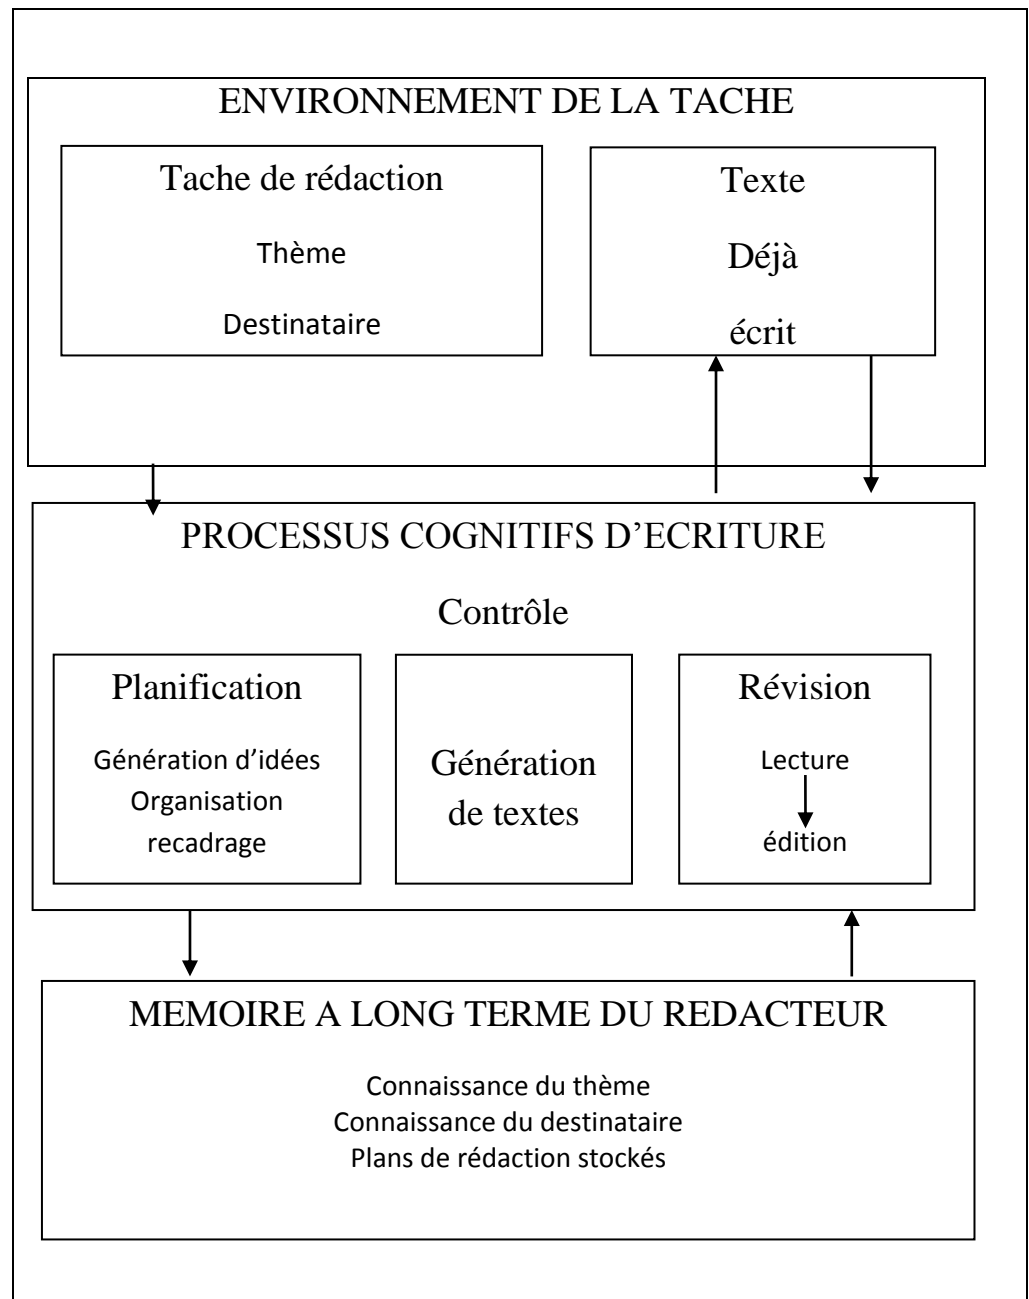 ENVIRONNEMENT DE LA TACHE
Tache de rédaction
Thème
Destinataire
Texte
Déjà
écrit
PROCESSUS COGNITIFS D’ECRITURE
Contrôle
Planification
Génération d’idées
Organisation
recadrage
Génération
de textes
Révision
Lecture
édition
MEMOIRE A LONG TERME DU REDACTEUR
Connaissance du thème
Connaissance du destinataire
Plans de rédaction stockés